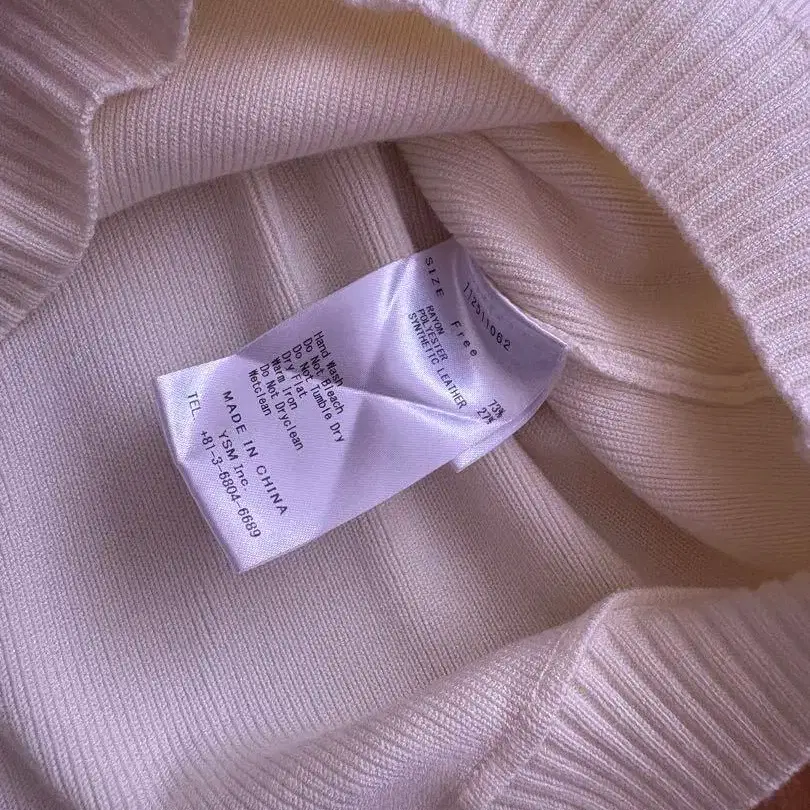 112311062
SIZE Free
RAYON 73%
POLYESTER 27%
SYNTHETIC LEATHER
Hand Wash
Do Not Bleach
Do Not Tumble Dry
Dry Flat
Warm Iron
Do Not Dryclean
Wetclean
MADE IN CHINA
YSM Inc.
TEL. +81-3-6804-6689